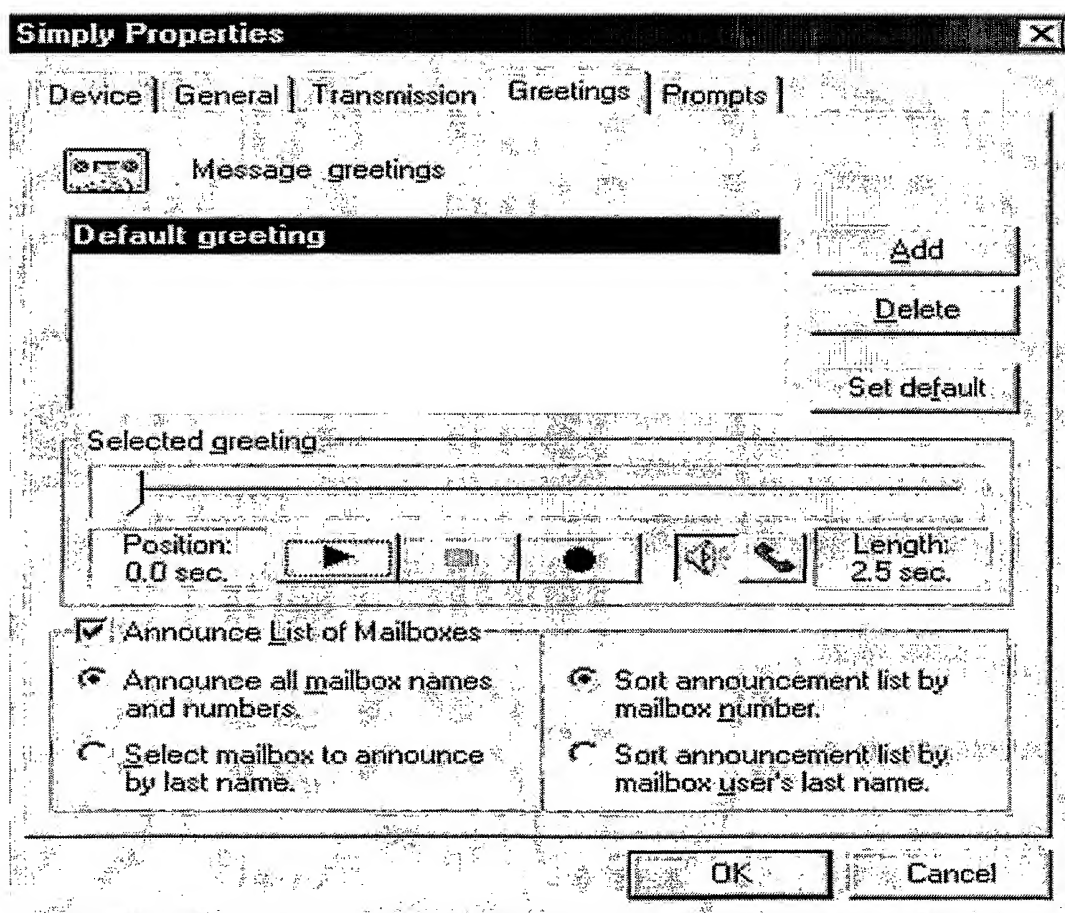 Simply Properties
Device General Transmission Greetings Prompts
Message greetings
Default greeting
Add
Delete
Set default
Selected greeting
Position:
0.0 sec.
Length:
2.5 sec.
Announce List of Mailboxes
Announce all mailbox names
and numbers.
Select mailbox to announce
by last name.
Sort announcement list by
mailbox number.
Sort announcement list by
mailbox user's last name.
OK Cancel